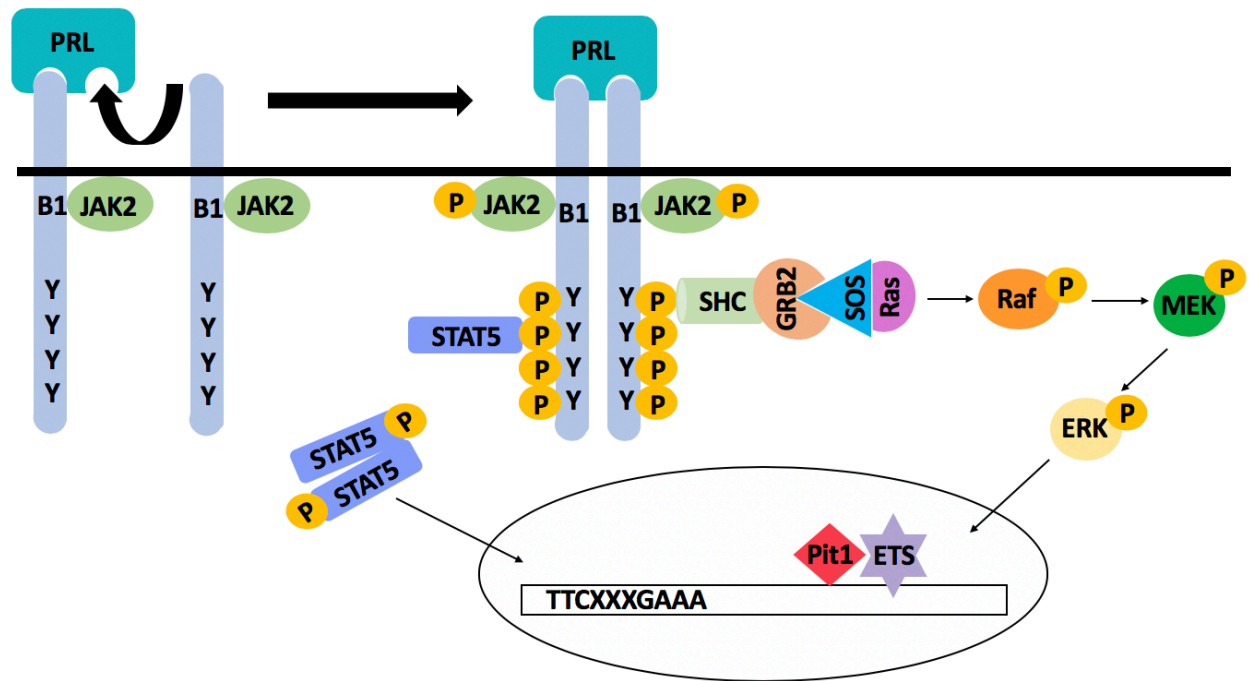 PRL
PRL
B1 JAK2
B1 JAK2
P JAK2 B1
B1 JAK2 P
Y
Y
Y
Y
Y
Y
Y
Y
P Y
STAT5 P Y
P Y
P Y
Y P SHC GRB2 SOS Ras
Y P
Y P
Y P
Raf P
MEK P
ERK P
STAT5 P
P STAT5
Pit1 ETS
TTCXXXGAAA